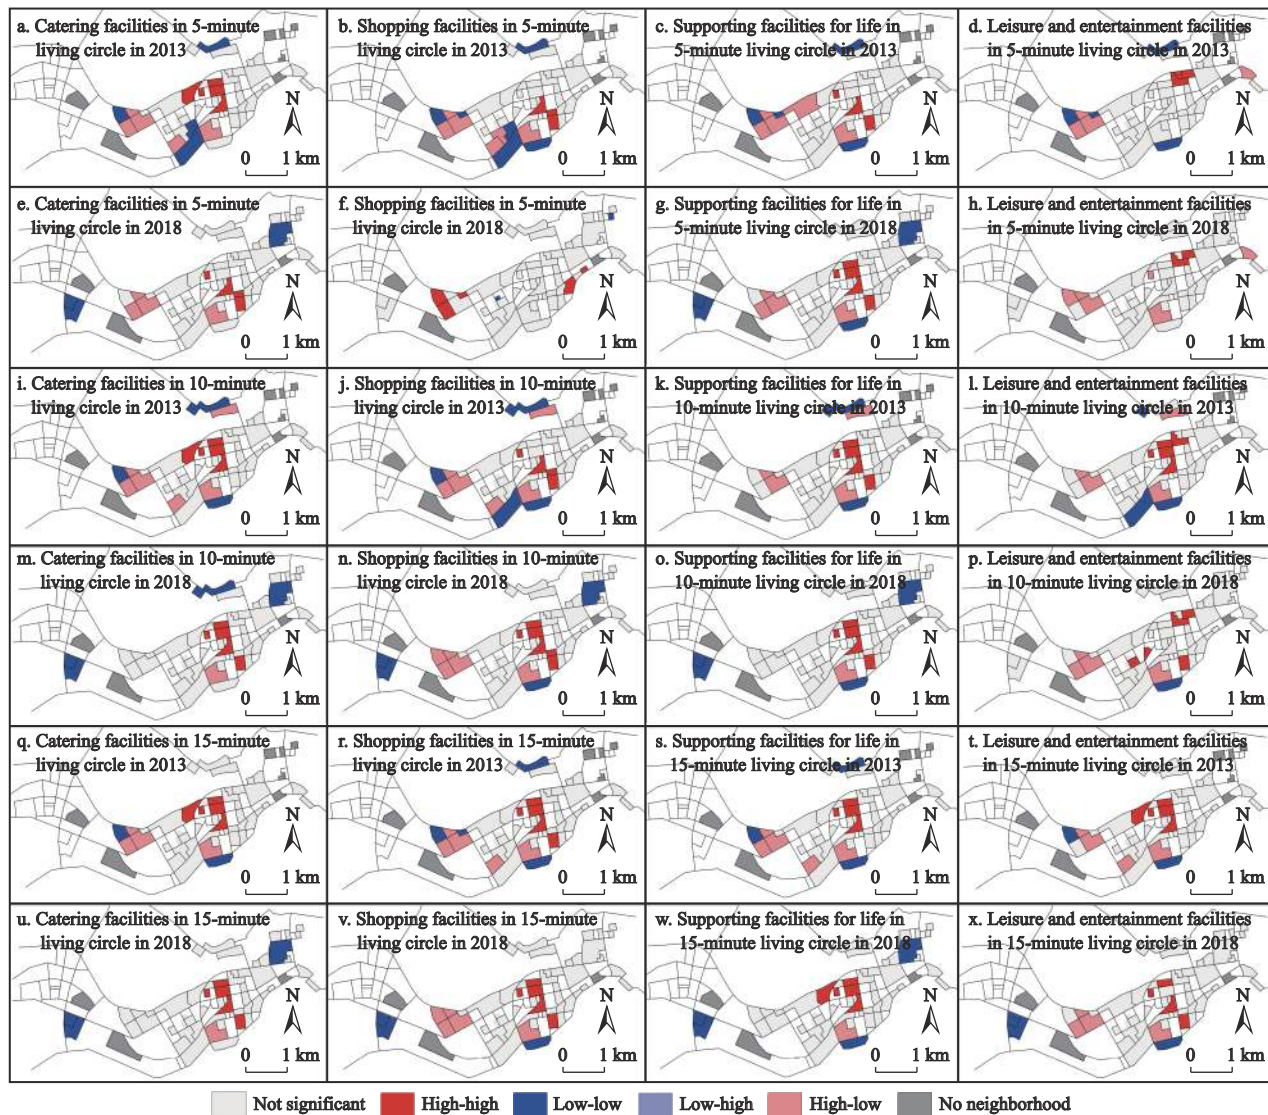 a. Catering facilities in 5-minute
living circle in 2013
N
0 1 km
b. Shopping facilities in 5-minute
living circle in 2013
N
0 1 km
c. Supporting facilities for life in
5-minute living circle in 2013
N
0 1 km
d. Leisure and entertainment facilities
in 5-minute living circle in 2013
N
0 1 km
e. Catering facilities in 5-minute
living circle in 2018
N
0 1 km
f. Shopping facilities in 5-minute
living circle in 2018
N
0 1 km
g. Supporting facilities for life in
5-minute living circle in 2018
N
0 1 km
h. Leisure and entertainment facilities
in 5-minute living circle in 2018
N
0 1 km
i. Catering facilities in 10-minute
living circle in 2013
N
0 1 km
j. Shopping facilities in 10-minute
living circle in 2013
N
0 1 km
k. Supporting facilities for life in
10-minute living circle in 2013
N
0 1 km
l. Leisure and entertainment facilities
in 10-minute living circle in 2013
N
0 1 km
m. Catering facilities in 10-minute
living circle in 2018
N
0 1 km
n. Shopping facilities in 10-minute
living circle in 2018
N
0 1 km
o. Supporting facilities for life in
10-minute living circle in 2018
N
0 1 km
p. Leisure and entertainment facilities
in 10-minute living circle in 2018
N
0 1 km
q. Catering facilities in 15-minute
living circle in 2013
N
0 1 km
r. Shopping facilities in 15-minute
living circle in 2013
N
0 1 km
s. Supporting facilities for life in
15-minute living circle in 2013
N
0 1 km
t. Leisure and entertainment facilities
in 15-minute living circle in 2013
N
0 1 km
u. Catering facilities in 15-minute
living circle in 2018
N
0 1 km
v. Shopping facilities in 15-minute
living circle in 2018
N
0 1 km
w. Supporting facilities for life in
15-minute living circle in 2018
N
0 1 km
x. Leisure and entertainment facilities
in 15-minute living circle in 2018
N
0 1 km
Not significant High-high Low-low Low-high High-low No neighborhood